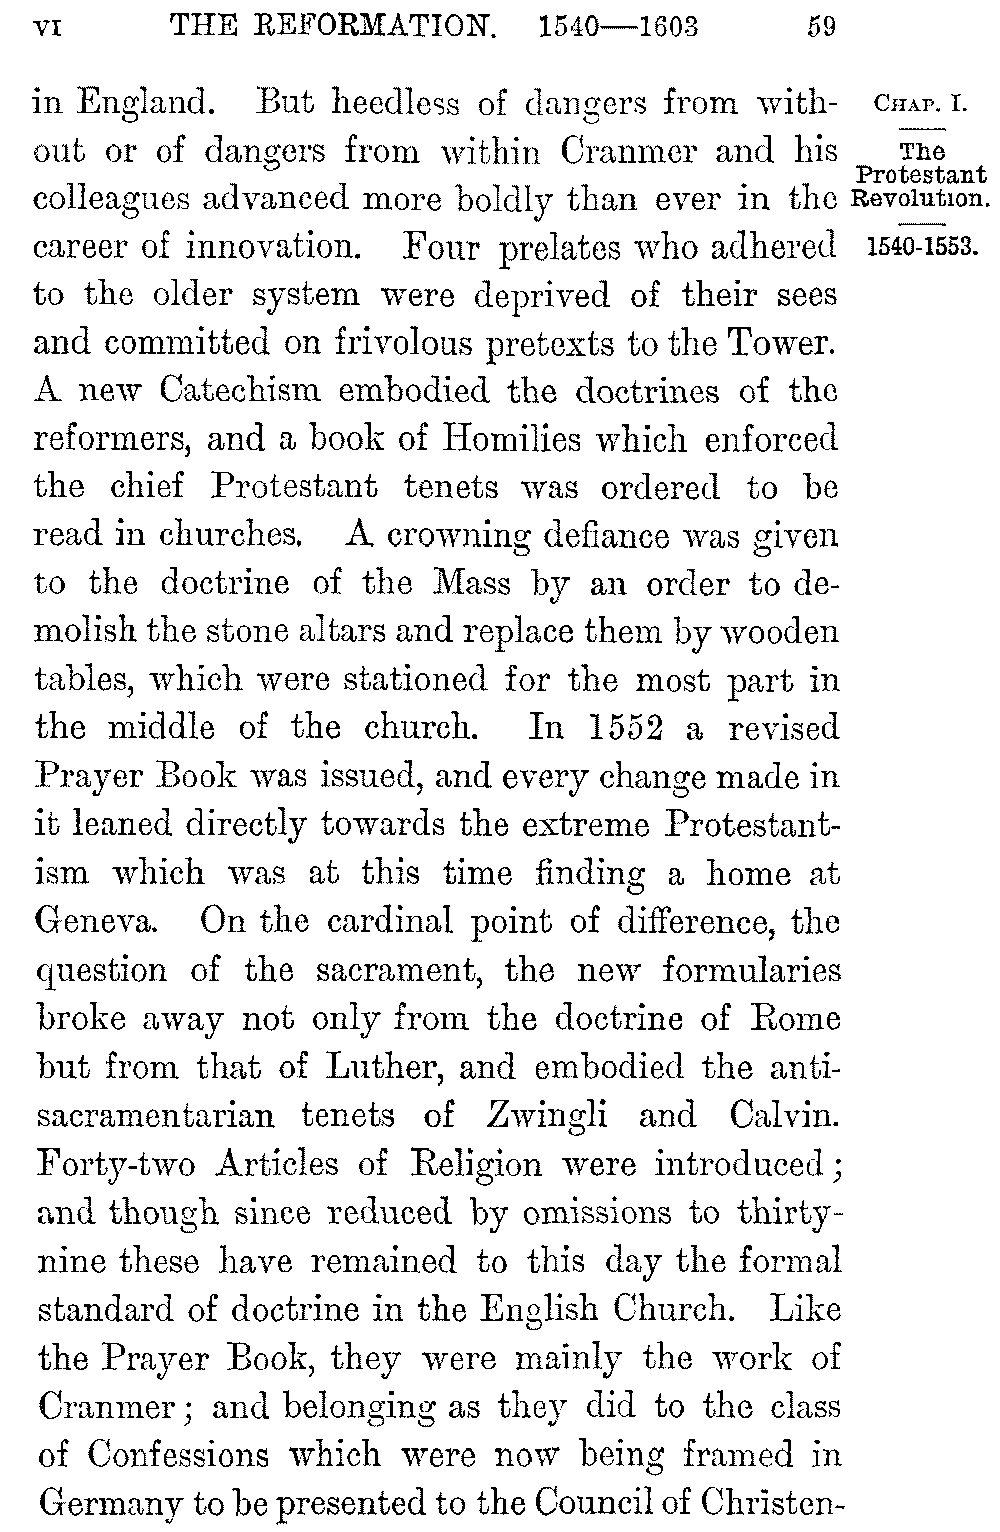 VI THE REFORMATION. 1540—1603 59
in England. But heedless of dangers from with-
out or of dangers from within Cranmer and his
colleagues advanced more boldly than ever in the
career of innovation. Four prelates who adhered
to the older system were deprived of their sees
and committed on frivolous pretexts to the Tower.
A new Catechism embodied the doctrines of the
reformers, and a book of Homilies which enforced
the chief Protestant tenets was ordered to be
read in churches. A crowning defiance was given
to the doctrine of the Mass by an order to de-
molish the stone altars and replace them by wooden
tables, which were stationed for the most part in
the middle of the church. In 1552 a revised
Prayer Book was issued, and every change made in
it leaned directly towards the extreme Protestant-
ism which was at this time finding a home at
Geneva. On the cardinal point of difference, the
question of the sacrament, the new formularies
broke away not only from the doctrine of Rome
but from that of Luther, and embodied the anti-
sacramentarian tenets of Zwingli and Calvin.
Forty-two Articles of Religion were introduced;
and though since reduced by omissions to thirty-
nine these have remained to this day the formal
standard of doctrine in the English Church. Like
the Prayer Book, they were mainly the work of
Cranmer; and belonging as they did to the class
of Confessions which were now being framed in
Germany to be presented to the Council of Christen-
CHAP. I.
The
Protestant
Revolution.
1540-1553.